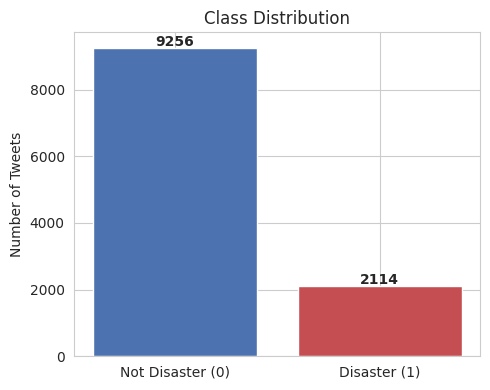 Class Distribution
Number of Tweets
8000
6000
4000
2000
0
9256
2114
Not Disaster (0)
Disaster (1)